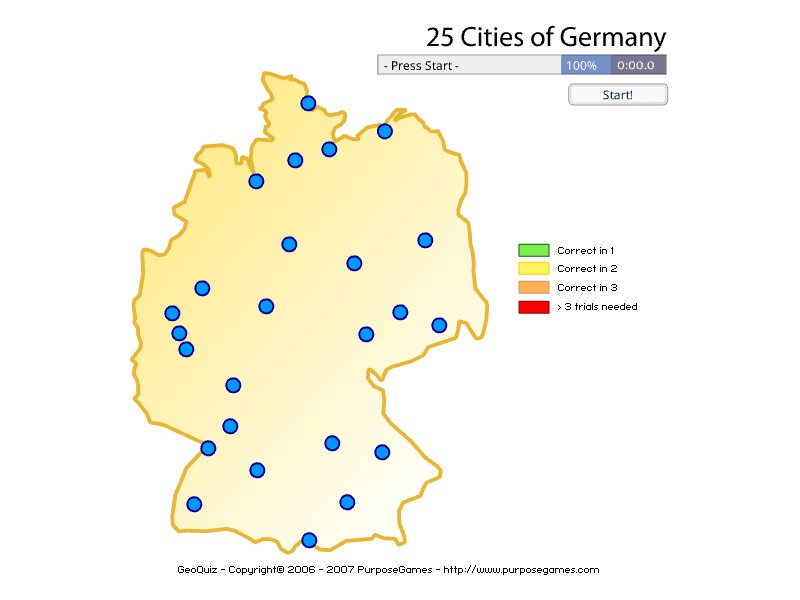 25 Cities of Germany
- Press Start - 100% 0:00.0
Start!
Correct in 1
Correct in 2
Correct in 3
> 3 trials needed
GeoQuiz - Copyright© 2006 - 2007 PurposeGames - http://www.purposegames.com